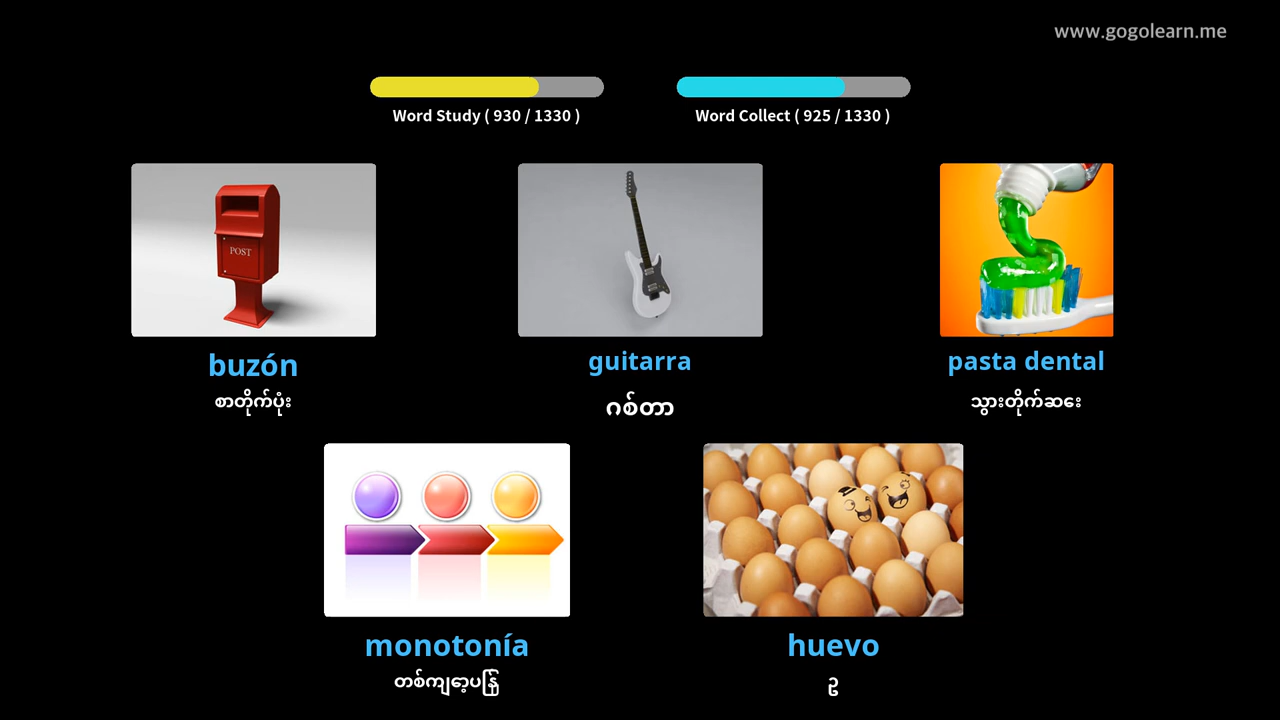 www.gogolearn.me
Word Study ( 930 / 1330 )
Word Collect ( 925 / 1330 )
POST
buzón
guitarra
pasta dental
စာတိုက်ပုံး
ဂစ်တာ
သွားတိုက်ဆေး
monotonía
huevo
တစ်ကျော့ပြန်
ဥ